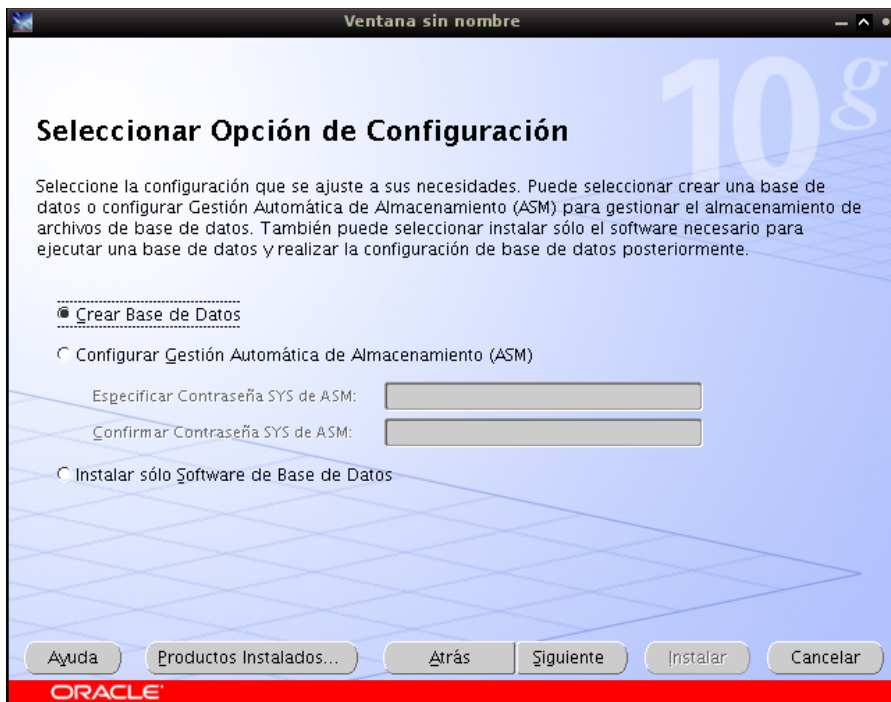 Ventana sin nombre
10g
Seleccionar Opción de Configuración
Seleccione la configuración que se ajuste a sus necesidades. Puede seleccionar crear una base de
datos o configurar Gestión Automática de Almacenamiento (ASM) para gestionar el almacenamiento de
archivos de base de datos. También puede seleccionar instalar sólo el software necesario para
ejecutar una base de datos y realizar la configuración de base de datos posteriormente.
Crear Base de Datos
Configurar Gestión Automática de Almacenamiento (ASM)
Especificar Contraseña SYS de ASM:
Confirmar Contraseña SYS de ASM:
Instalar sólo Software de Base de Datos
Ayuda Productos Instalados... Atrás Siguiente Instalar Cancelar
ORACLE